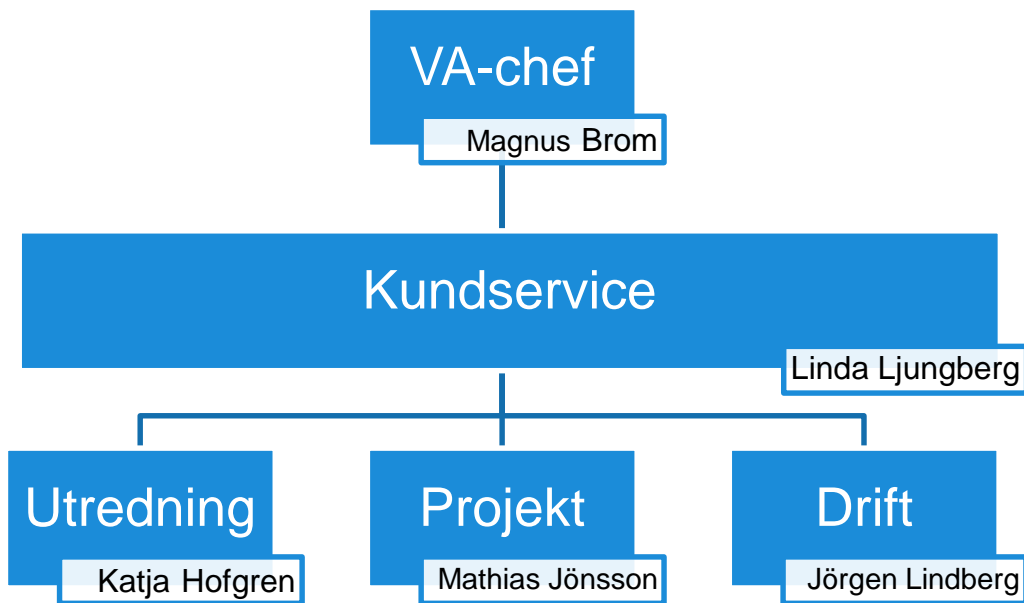 VA-chef
Magnus Brom
Kundservice
Linda Ljungberg
Utredning
Katja Hofgren
Projekt
Mathias Jönsson
Drift
Jörgen Lindberg